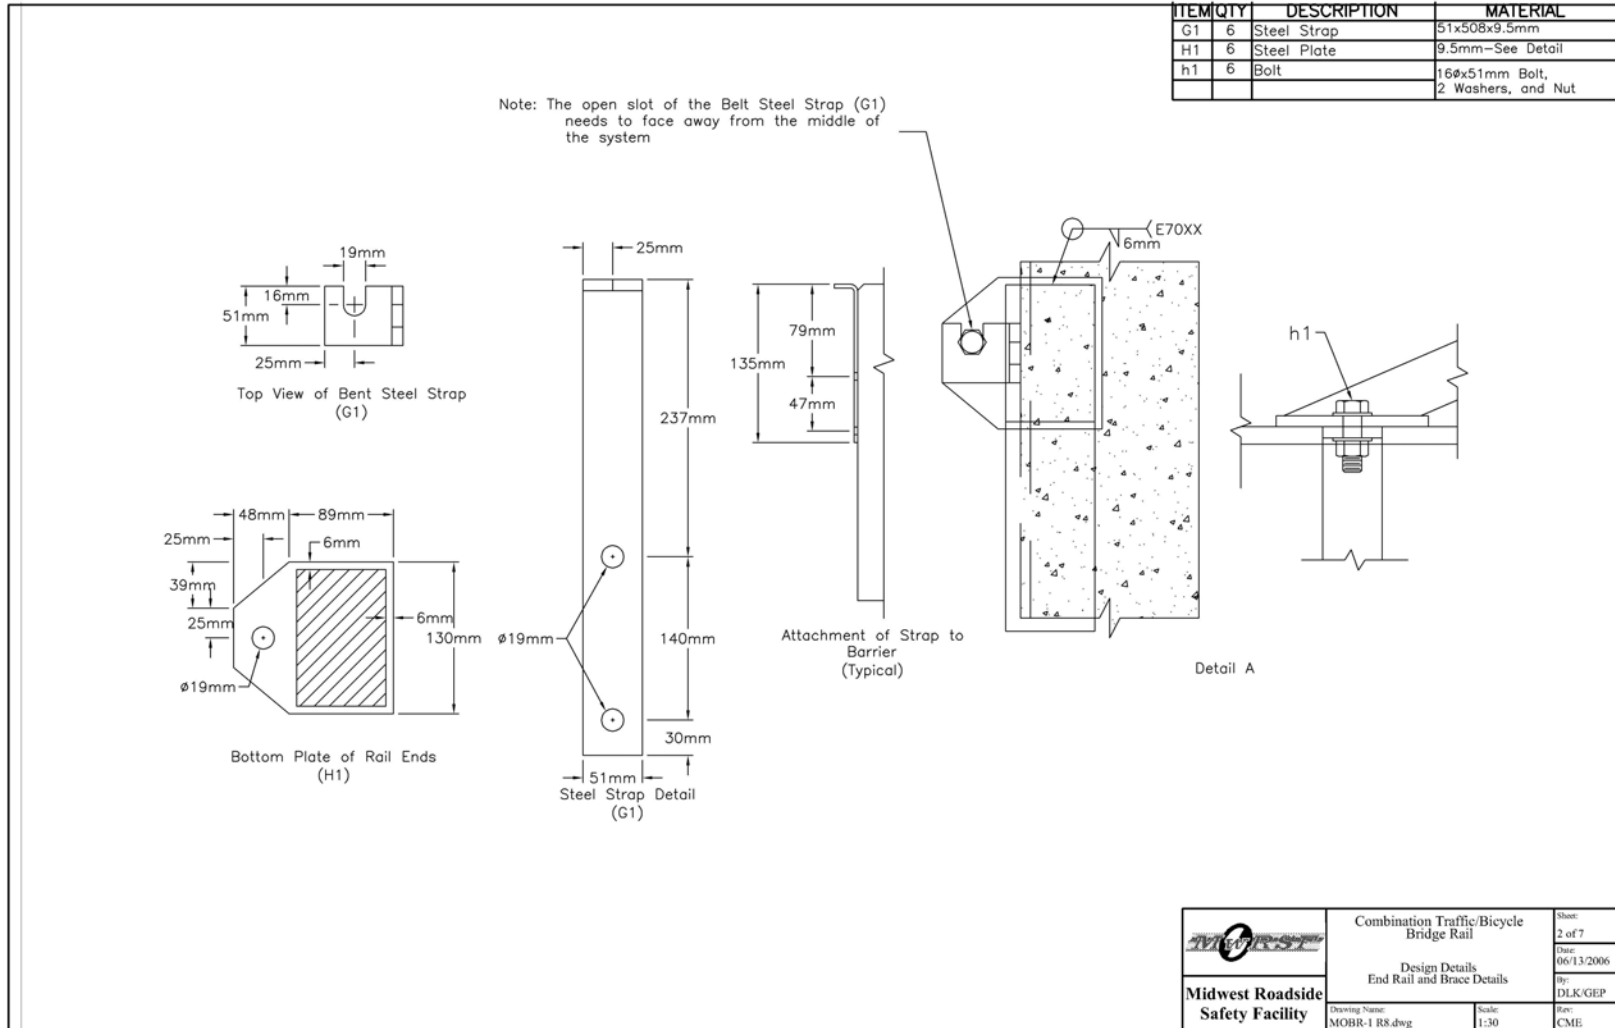 ITEM QTY DESCRIPTION MATERIAL
G1 6 Steel Strap 51x508x9.5mm
H1 6 Steel Plate 9.5mm-See Detail
h1 6 Bolt 16øx51mm Bolt,
2 Washers, and Nut
Note: The open slot of the Belt Steel Strap (G1)
needs to face away from the middle of
the system
19mm
16mm
51mm
25mm
Top View of Bent Steel Strap
(G1)
48mm
89mm
25mm
6mm
39mm
25mm
6mm
130mm
ø19mm
Bottom Plate of Rail Ends
(H1)
25mm
237mm
ø19mm
140mm
30mm
51mm
Steel Strap Detail
(G1)
79mm
135mm
47mm
Attachment of Strap to
Barrier
(Typical)
E70XX
6mm
h1
Detail A
Midwest Roadside
Safety Facility
Combination Traffic/Bicycle
Bridge Rail
Design Details
End Rail and Brace Details
Drawing Name:
MOBR-1 R8.dwg
Scale:
1:30
Sheet:
2 of 7
Date:
06/13/2006
By:
DLK/GEP
Rev:
CME